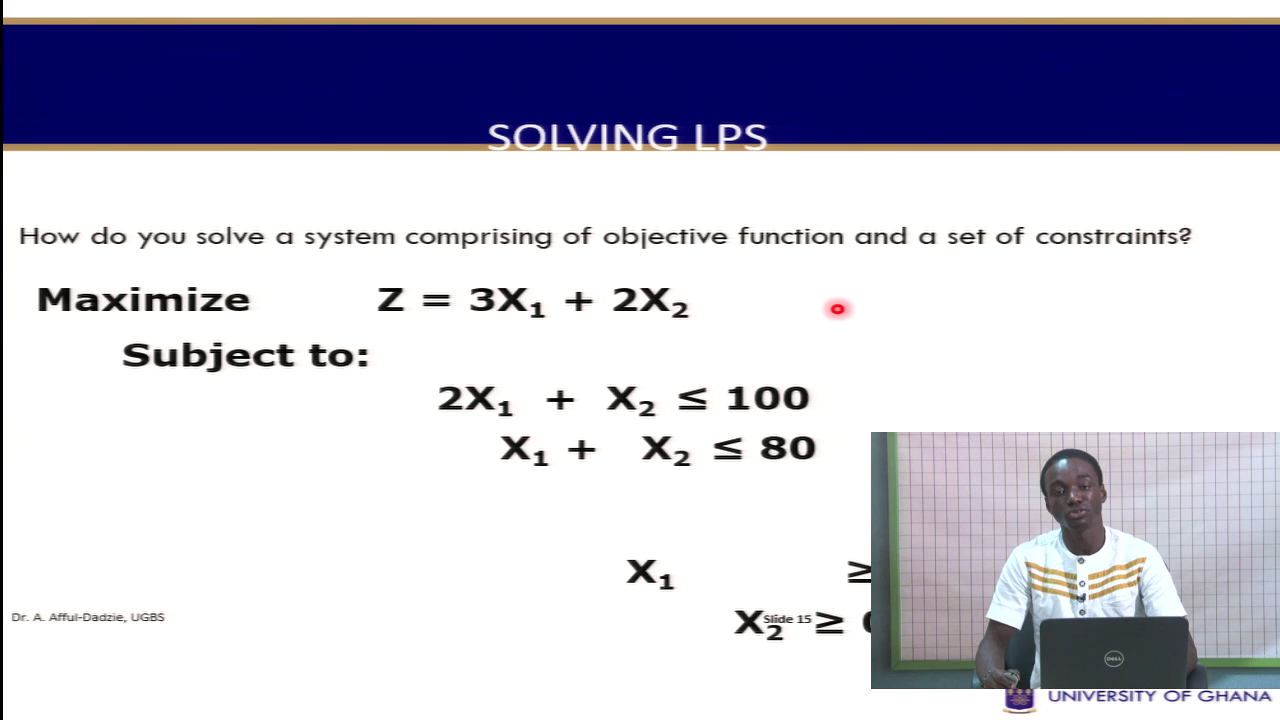 SOLVING LPS
How do you solve a system comprising of objective function and a set of constraints?
Maximize Z = 3X₁ + 2X₂
Subject to:
2X₁ + X₂ ≤ 100
X₁ + X₂ ≤ 80
X₁ ≥
X₂ ≥
Dr. A. Afful-Dadzie, UGBS
Slide 15
DELL
UNIVERSITY OF GHANA